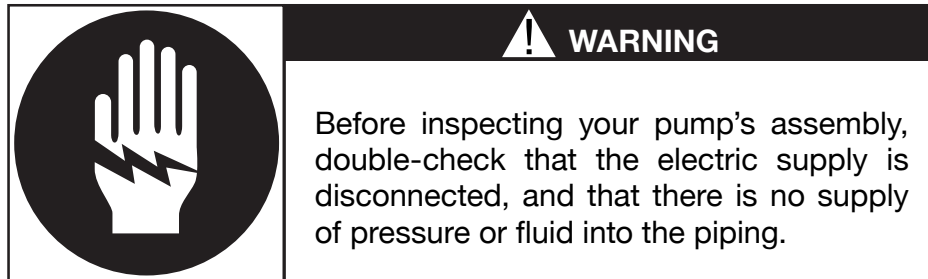 WARNING
Before inspecting your pump's assembly,
double-check that the electric supply is
disconnected, and that there is no supply
of pressure or fluid into the piping.